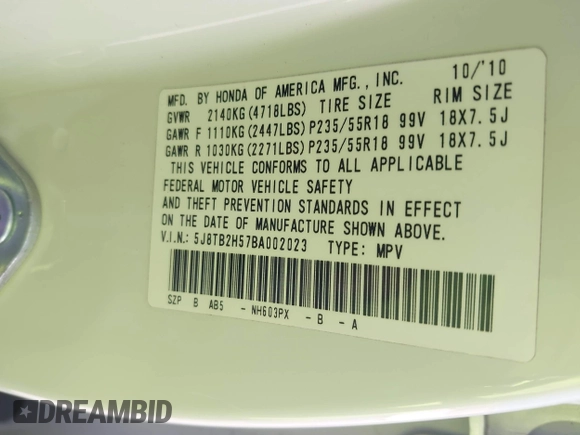 MFD. BY HONDA OF AMERICA MFG., INC. 10/'10
GVWR 2140KG(4718LBS) TIRE SIZE RIM SIZE
GAWR F 1110KG(2447LBS) P235/55R18 99V 18X7.5J
GAWR R 1030KG(2271LBS) P235/55R18 99V 18X7.5J
THIS VEHICLE CONFORMS TO ALL APPLICABLE
FEDERAL MOTOR VEHICLE SAFETY
AND THEFT PREVENTION STANDARDS IN EFFECT
ON THE DATE OF MANUFACTURE SHOWN ABOVE.
V.I.N.: 5J8TB2H57BA002023 TYPE: MPV
SZP B AB5 - NH603PX - B - A
DREAMBID